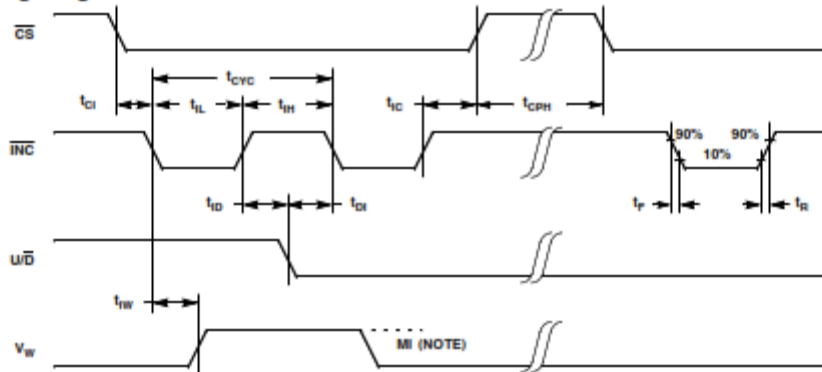 CS
tCYC
tCI
tIL
tIH
tIC
tCPH
INC
90%
90%
10%
tID
tDI
tF
tR
U/D
tIW
VW
MI (NOTE)